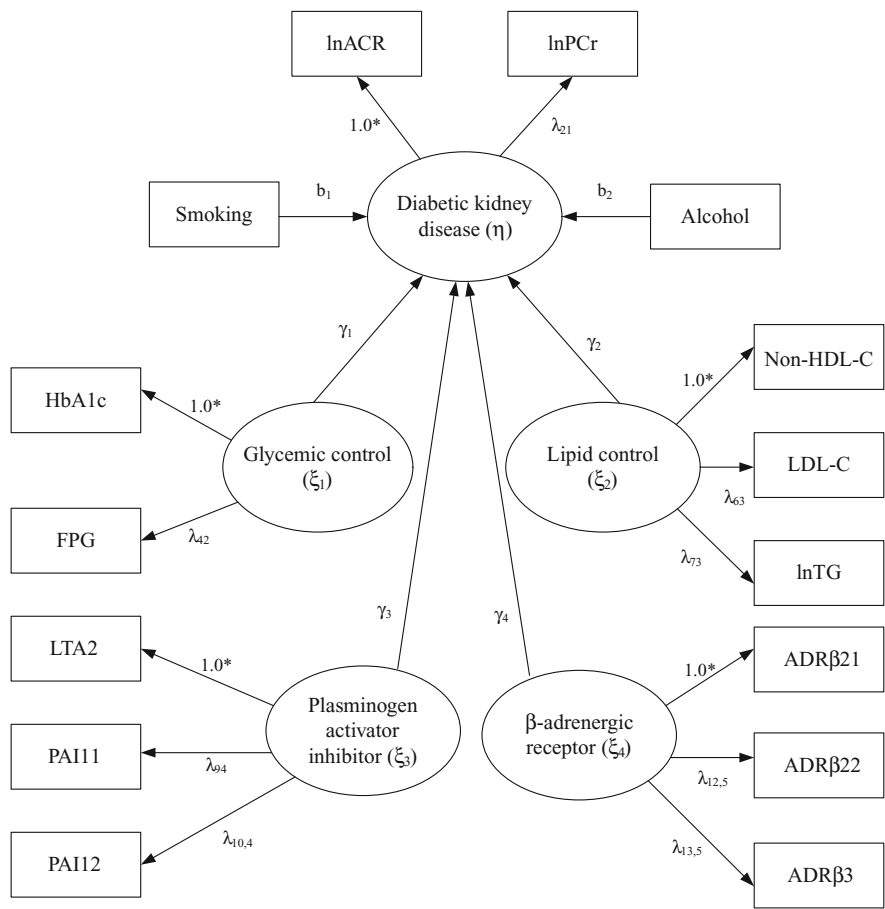 lnACR
lnPCr
1.0*
λ21
Smoking
b1
Diabetic kidney
disease (η)
b2
Alcohol
γ1
γ2
HbA1c
1.0*
Glycemic control
(ξ1)
FPG
λ42
Lipid control
(ξ2)
1.0*
Non-HDL-C
LDL-C
λ63
λ73
lnTG
γ3
γ4
LTA2
1.0*
Plasminogen
activator
inhibitor (ξ3)
PAI11
λ94
PAI12
λ10,4
β-adrenergic
receptor (ξ4)
1.0*
ADRβ21
ADRβ22
λ12,5
λ13,5
ADRβ3